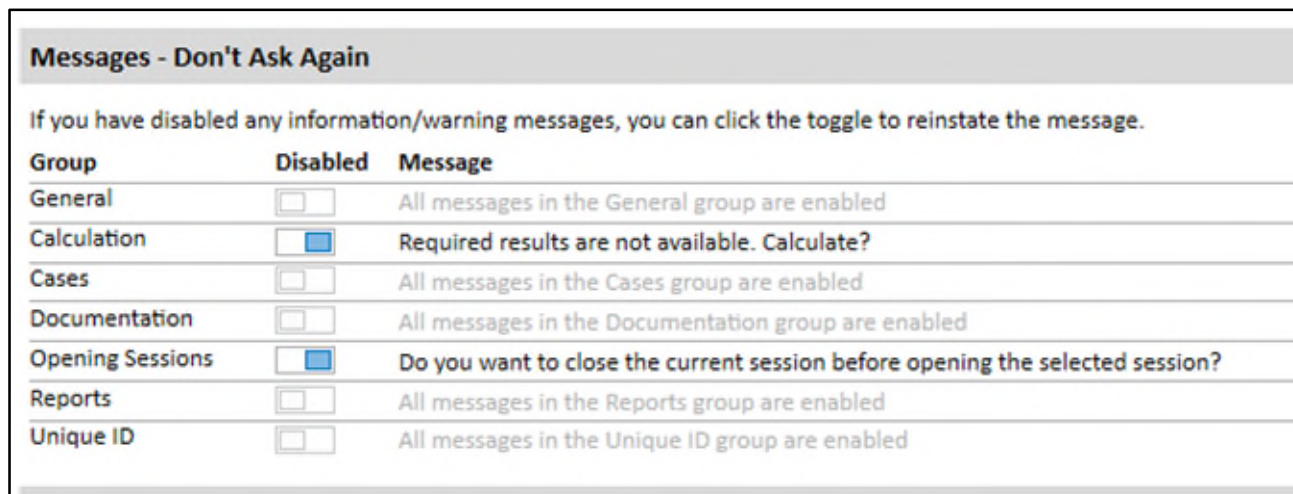 Messages - Don't Ask Again
If you have disabled any information/warning messages, you can click the toggle to reinstate the message.
Group Disabled Message
General All messages in the General group are enabled
Calculation Required results are not available. Calculate?
Cases All messages in the Cases group are enabled
Documentation All messages in the Documentation group are enabled
Opening Sessions Do you want to close the current session before opening the selected session?
Reports All messages in the Reports group are enabled
Unique ID All messages in the Unique ID group are enabled